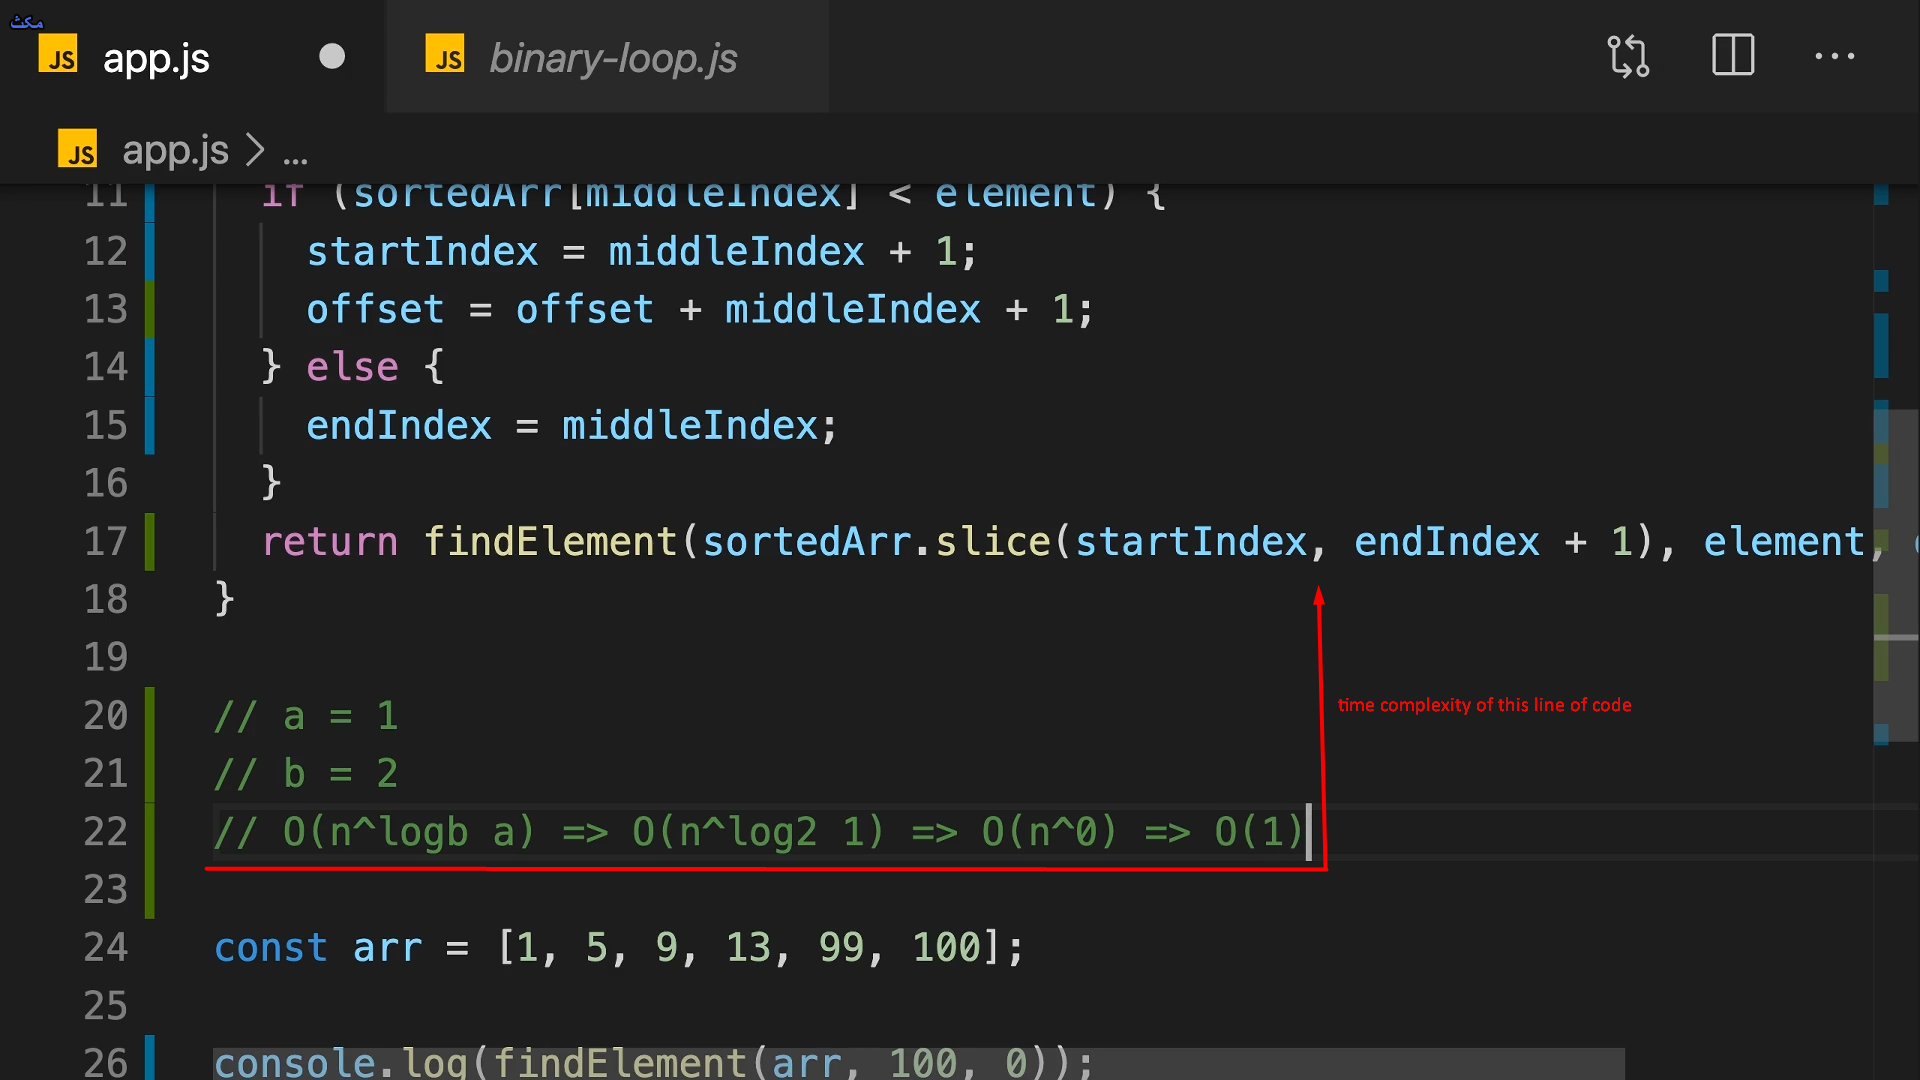 مكث
JS app.js
JS binary-loop.js
JS app.js > ...
11 if (sortedArr[middleIndex] < element) {
12 startIndex = middleIndex + 1;
13 offset = offset + middleIndex + 1;
14 } else {
15 endIndex = middleIndex;
16 }
17 return findElement(sortedArr.slice(startIndex, endIndex + 1), element,
18 }
19
time complexity of this line of code
20 // a = 1
21 // b = 2
22 // O(n^logb a) => O(n^log2 1) => O(n^0) => O(1)
23
24 const arr = [1, 5, 9, 13, 99, 100];
25
26 console.log(findElement(arr, 100, 0));